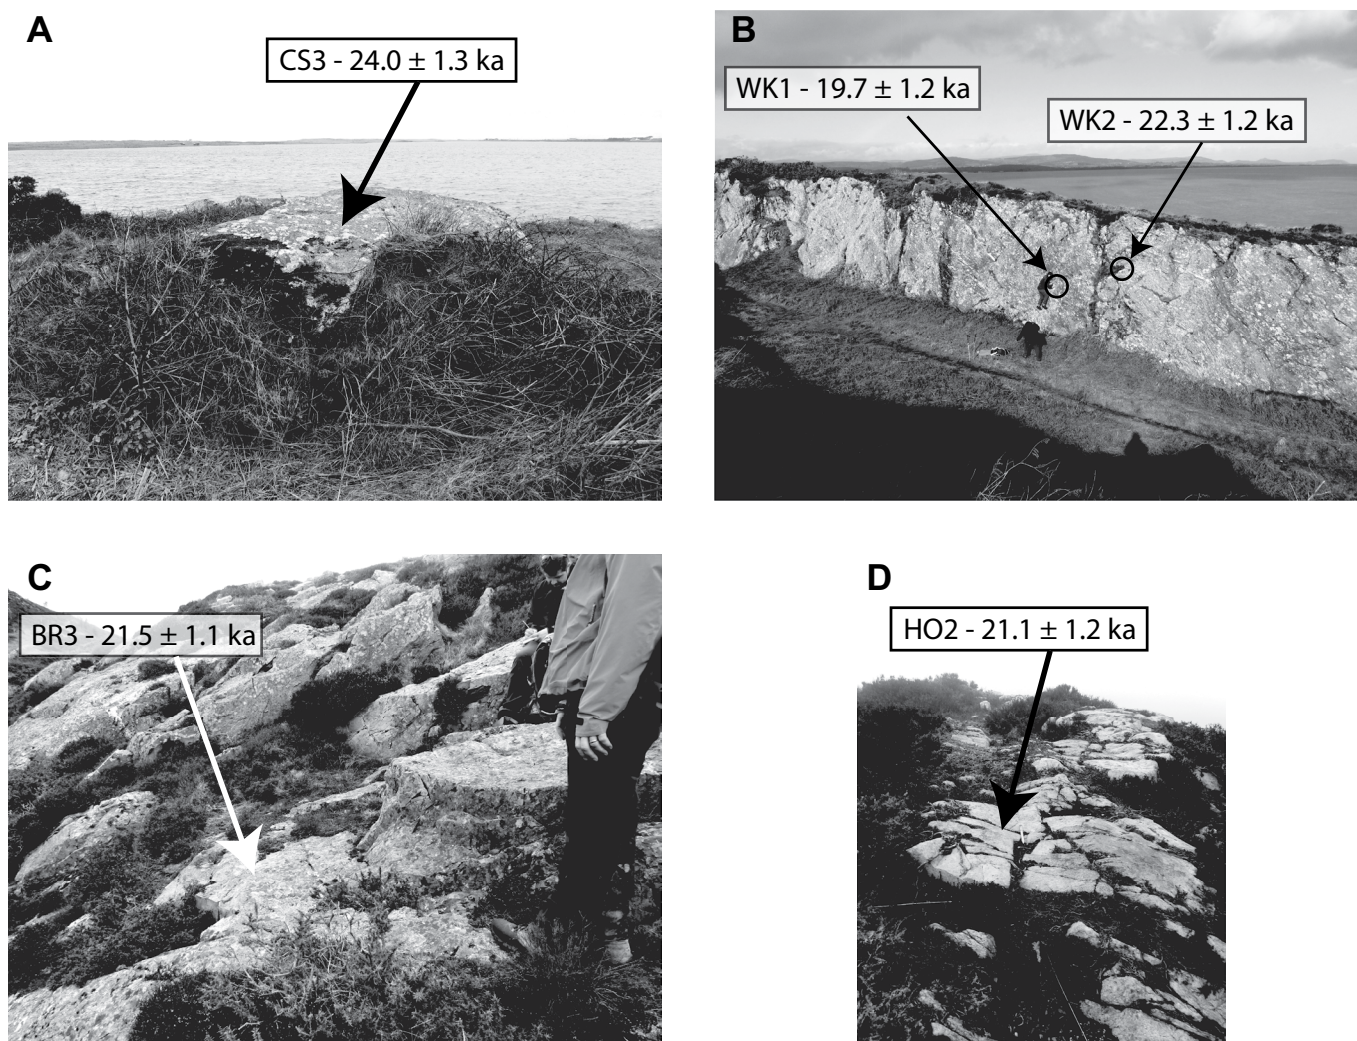 A
CS3 - 24.0 ± 1.3 ka
B
WK1 - 19.7 ± 1.2 ka
WK2 - 22.3 ± 1.2 ka
C
BR3 - 21.5 ± 1.1 ka
D
HO2 - 21.1 ± 1.2 ka